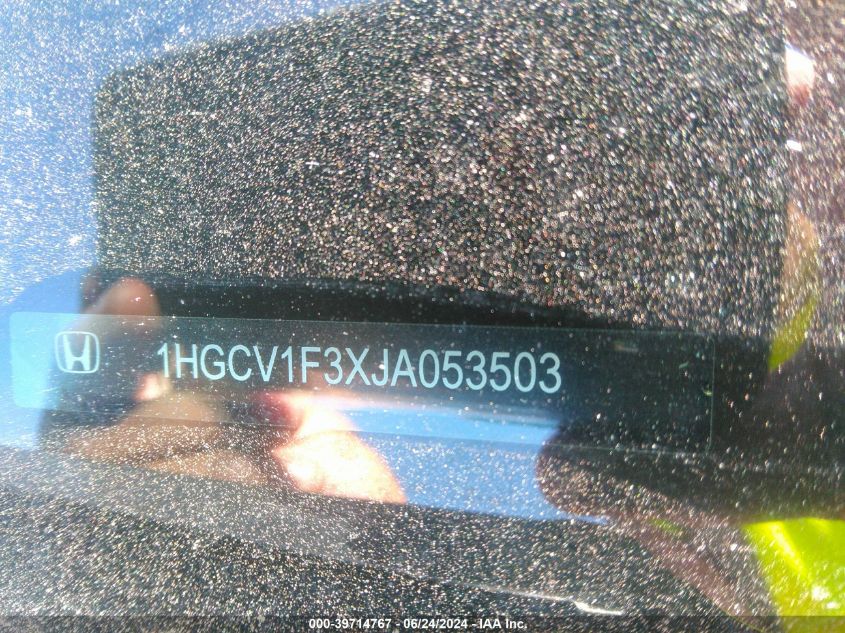 1HGCV1F3XJA053503
000-39714767 - 06/24/2024 - IAA Inc.